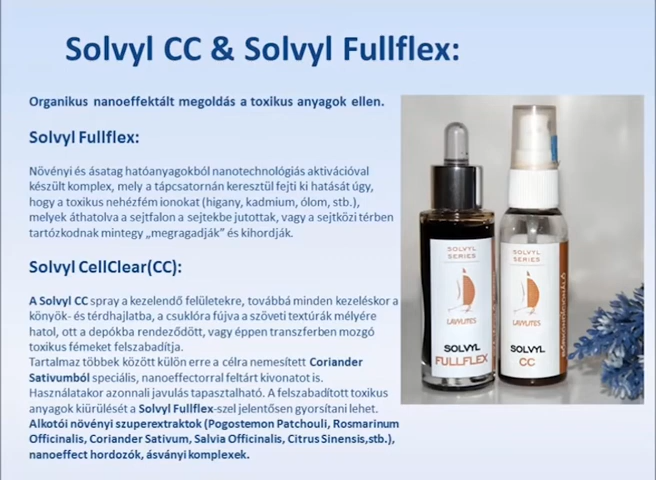 Solvyl CC & Solvyl Fullflex:
Organikus nanoeffektált megoldás a toxikus anyagok ellen.
Solvyl Fullflex:
Növényi és ásatag hatóanyagokból nanotechnológiás aktivációval
készült komplex, mely a tápcsatornán keresztül fejti ki hatását úgy,
hogy a toxikus nehézfém ionokat (higany, kadmium, ólom, stb.),
melyek áthatolva a sejtfalon a sejtekbe jutottak, vagy a sejtközi térben
tartózkodnak mintegy „megragadják” és kihordják.
Solvyl CellClear(CC):
A Solvyl CC spray a kezelendő felületekre, továbbá minden kezeléskor a
könyök- és térdhajlatba, a csuklóra fújva a szöveti textúrák mélyére
hatol, ott a depókba rendeződött, vagy éppen transzferben mozgó
toxikus fémeket felszabadítja.
Tartalmaz többek között külön erre a célra nemesített Coriander
Sativumból speciális, nanoeffectorral feltárt kivonatot is.
Használatakor azonnali javulás tapasztalható. A felszabadított toxikus
anyagok kiürülését a Solvyl Fullflex-szel jelentősen gyorsítani lehet.
Alkotói növényi szuperextraktok (Pogostemon Patchouli, Rosmarinum
Officinalis, Coriander Sativum, Salvia Officinalis, Citrus Sinensis,stb.),
nanoeffect hordozók, ásványi komplexek.
SOLVYL
SERIES
LAWUTES
SOLVYL
FULLFLEX
SOLVYL
SERIES
LAWUTES
SOLVYL
CC